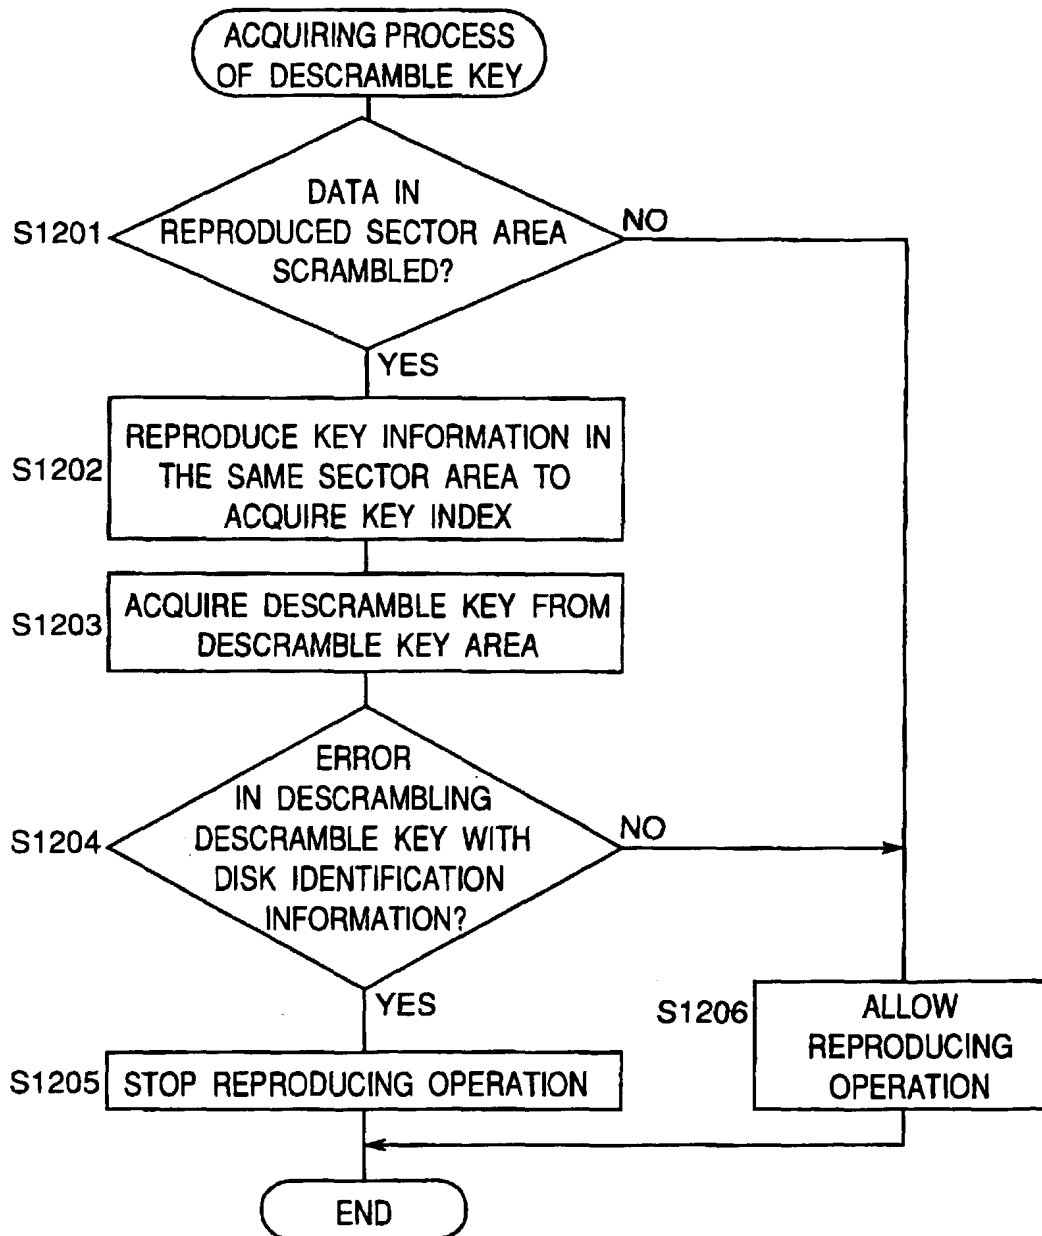 ACQUIRING PROCESS
OF DESCRAMBLE KEY
S1201
DATA IN
REPRODUCED SECTOR AREA
SCRAMBLED?
NO
YES
S1202
REPRODUCE KEY INFORMATION IN
THE SAME SECTOR AREA TO
ACQUIRE KEY INDEX
S1203
ACQUIRE DESCRAMBLE KEY FROM
DESCRAMBLE KEY AREA
S1204
ERROR
IN DESCRAMBLING
DESCRAMBLE KEY WITH
DISK IDENTIFICATION
INFORMATION?
NO
YES
S1205
STOP REPRODUCING OPERATION
S1206
ALLOW
REPRODUCING
OPERATION
END